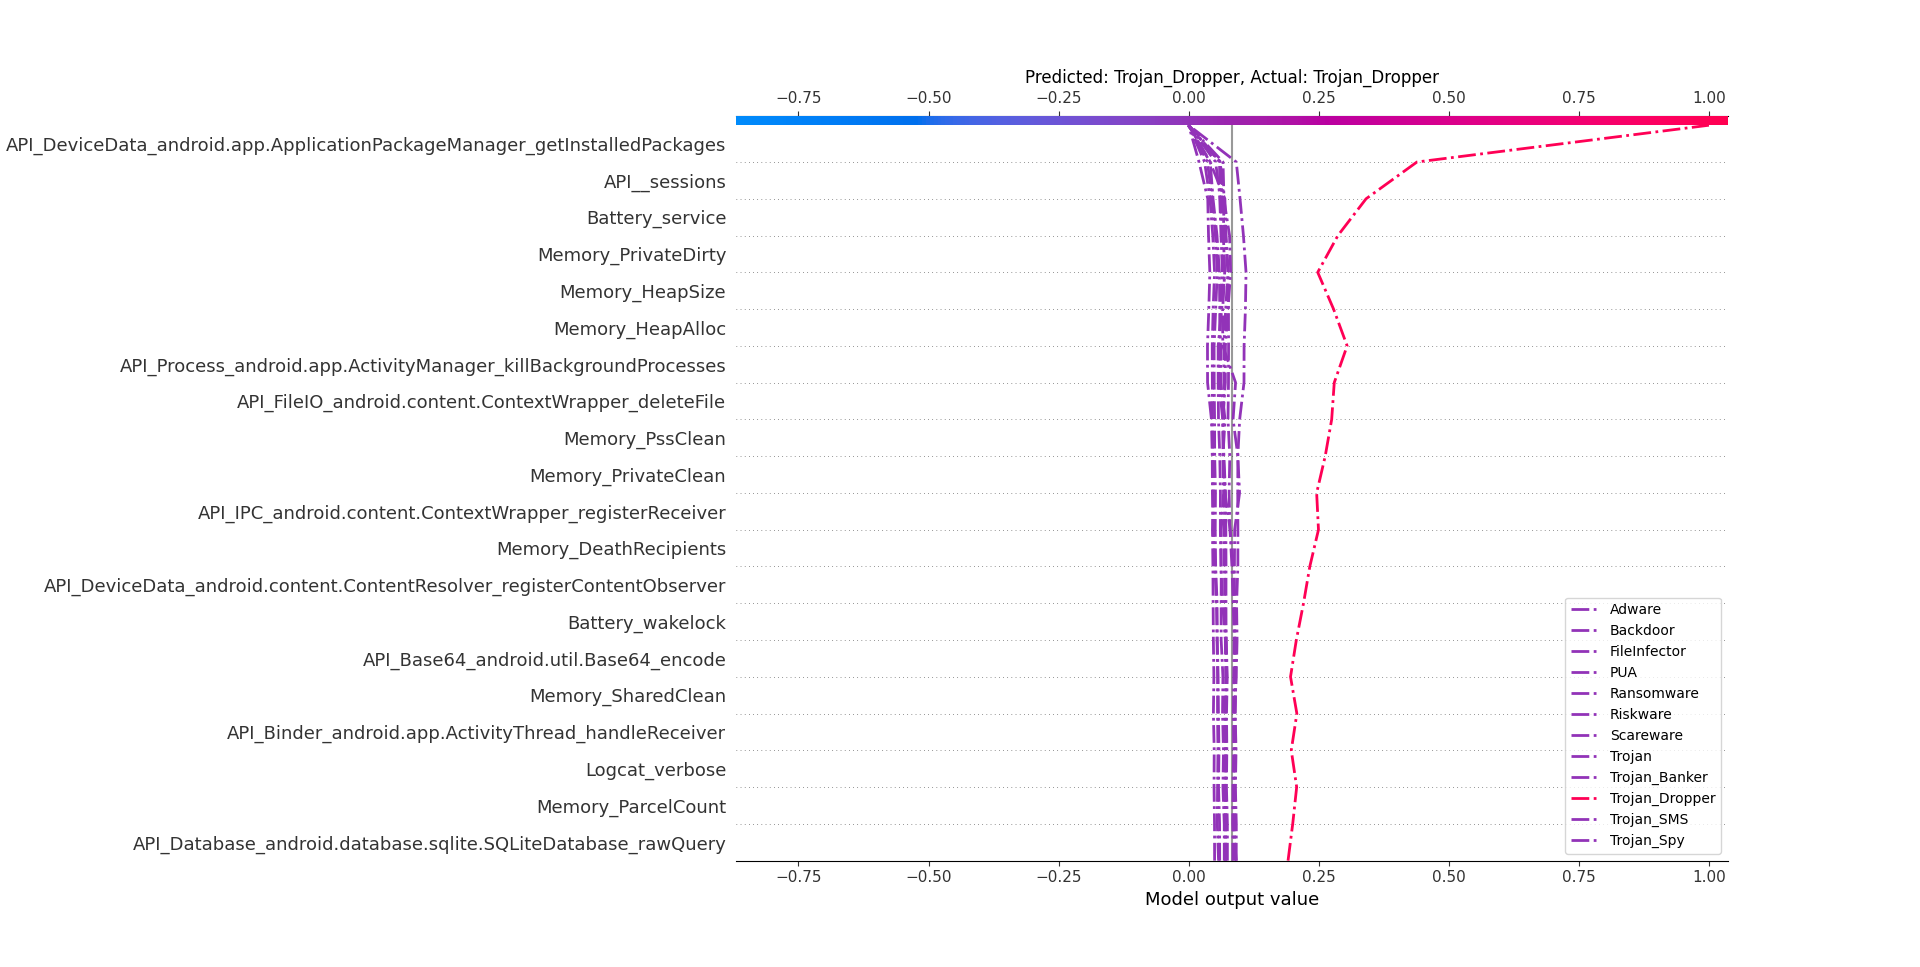 Predicted: Trojan_Dropper, Actual: Trojan_Dropper
−0.75 −0.50 −0.25 0.00 0.25 0.50 0.75 1.00
API_DeviceData_android.app.ApplicationPackageManager_getInstalledPackages
API__sessions
Battery_service
Memory_PrivateDirty
Memory_HeapSize
Memory_HeapAlloc
API_Process_android.app.ActivityManager_killBackgroundProcesses
API_FileIO_android.content.ContextWrapper_deleteFile
Memory_PssClean
Memory_PrivateClean
API_IPC_android.content.ContextWrapper_registerReceiver
Memory_DeathRecipients
API_DeviceData_android.content.ContentResolver_registerContentObserver
Battery_wakelock
API_Base64_android.util.Base64_encode
Memory_SharedClean
API_Binder_android.app.ActivityThread_handleReceiver
Logcat_verbose
Memory_ParcelCount
API_Database_android.database.sqlite.SQLiteDatabase_rawQuery
Adware
Backdoor
FileInfector
PUA
Ransomware
Riskware
Scareware
Trojan
Trojan_Banker
Trojan_Dropper
Trojan_SMS
Trojan_Spy
−0.75 −0.50 −0.25 0.00 0.25 0.50 0.75 1.00
Model output value